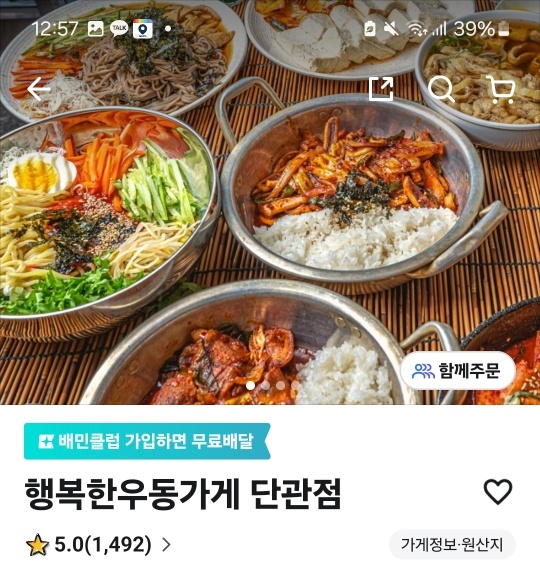 12:57 TALK 39%
함께주문
배민클럽 가입하면 무료배달
행복한우동가게 단관점
5.0(1,492)
가게정보·원산지